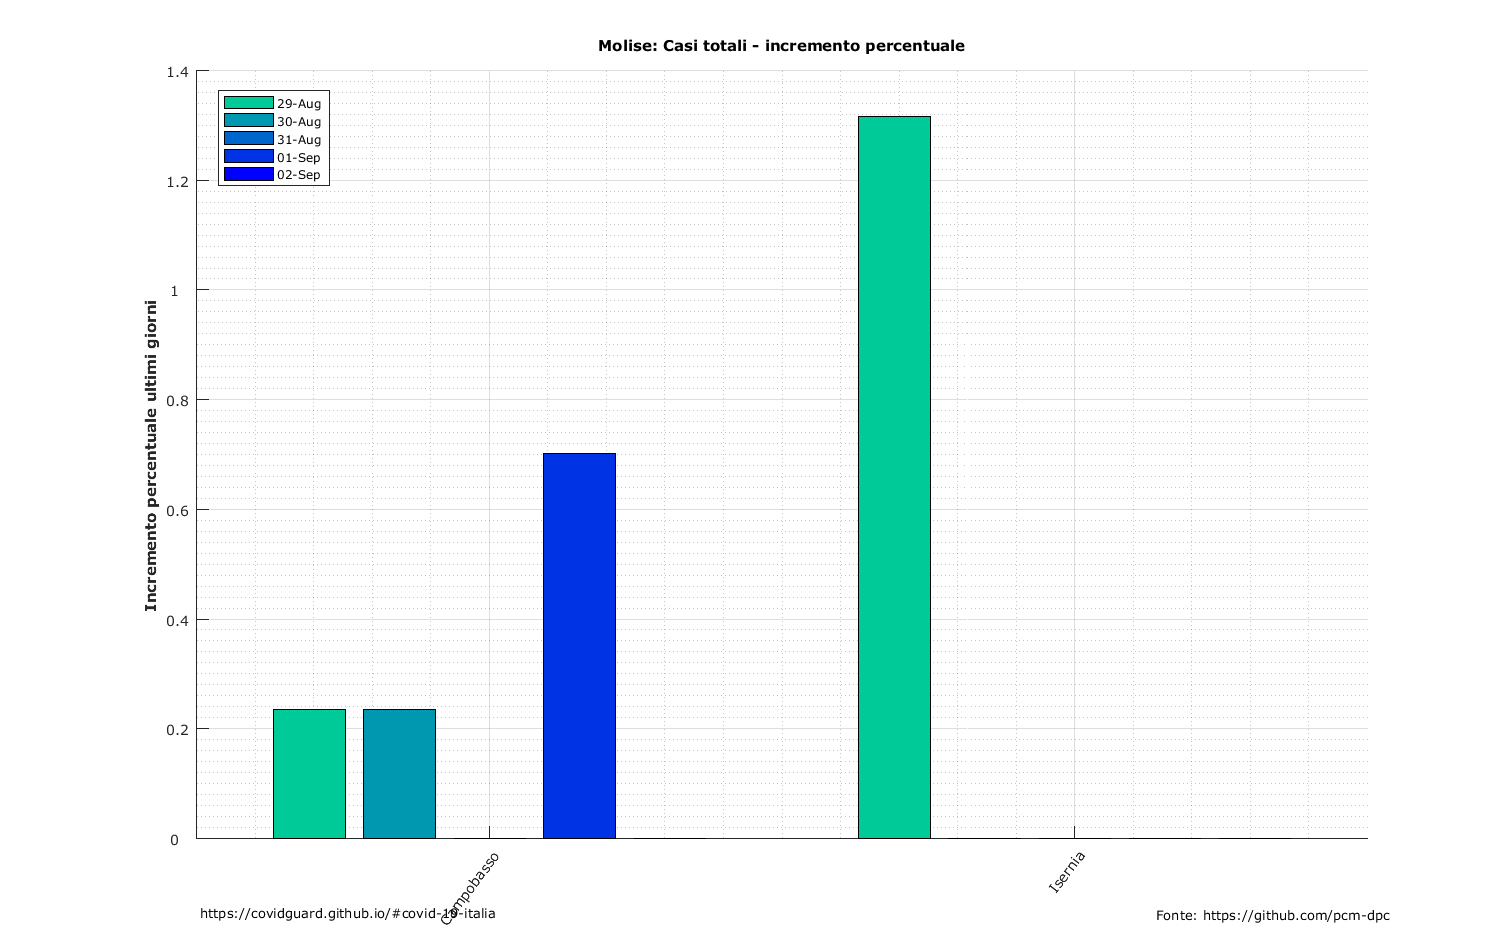 Molise: Casi totali - incremento percentuale
1.4
1.2
1
0.8
0.6
0.4
0.2
0
Incremento percentuale ultimi giorni
29-Aug
30-Aug
31-Aug
01-Sep
02-Sep
Campobasso
Isernia
https://covidguard.github.io/#covid-19-italia
Fonte: https://github.com/pcm-dpc